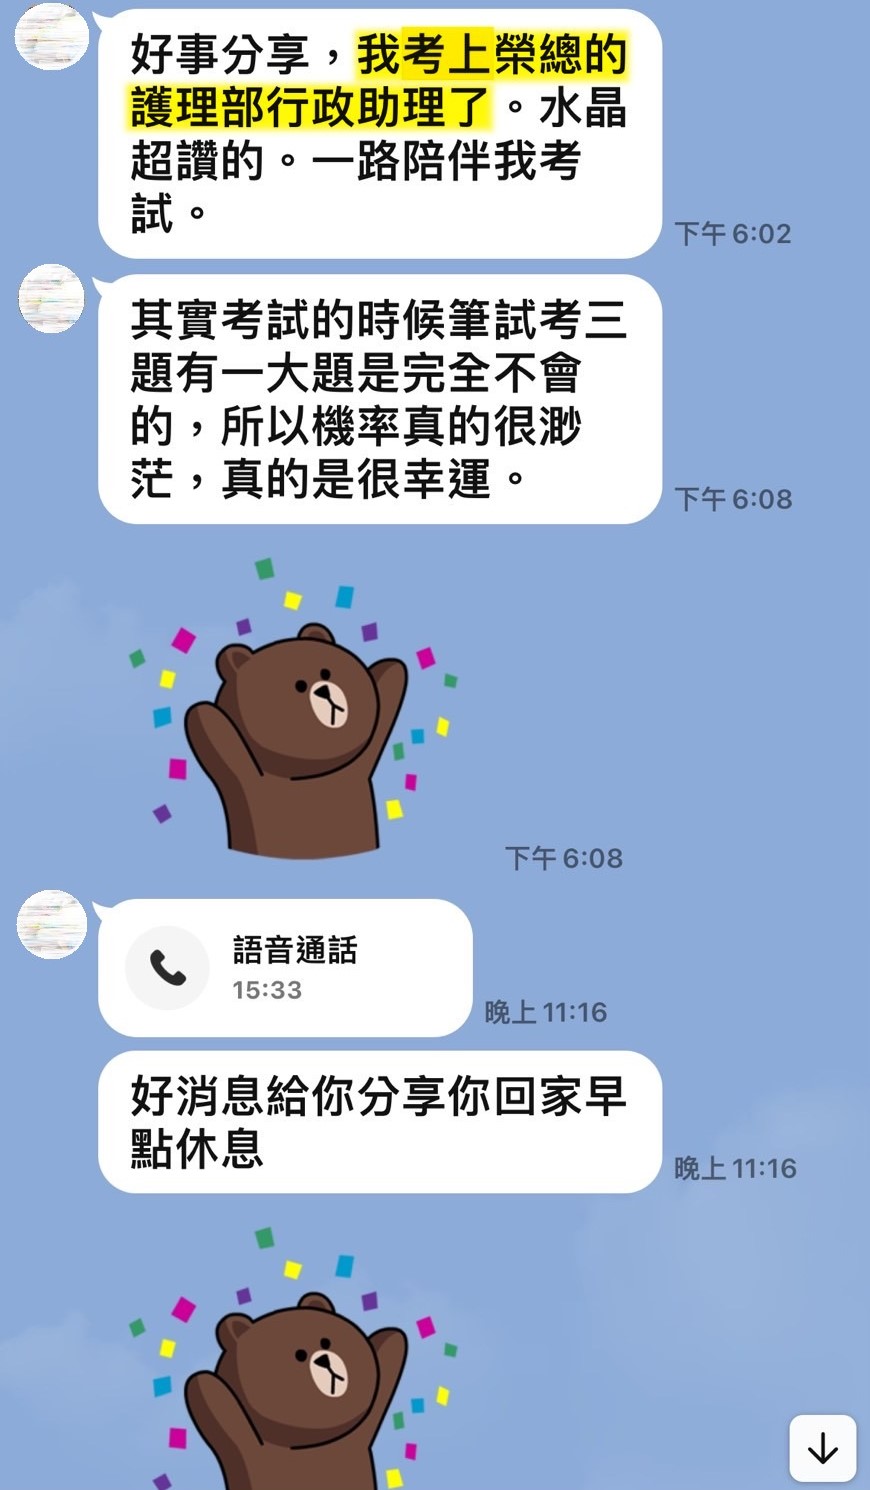 好事分享，我考上榮總的
護理部行政助理了。水晶
超讚的。一路陪伴我考
試。
下午 6:02
其實考試的時候筆試考三
題有一大題是完全不會
的，所以機率真的很渺
茫，真的是很幸運。
下午 6:08
下午 6:08
語音通話
15:33
晚上 11:16
好消息給你分享你回家早
點休息
晚上 11:16